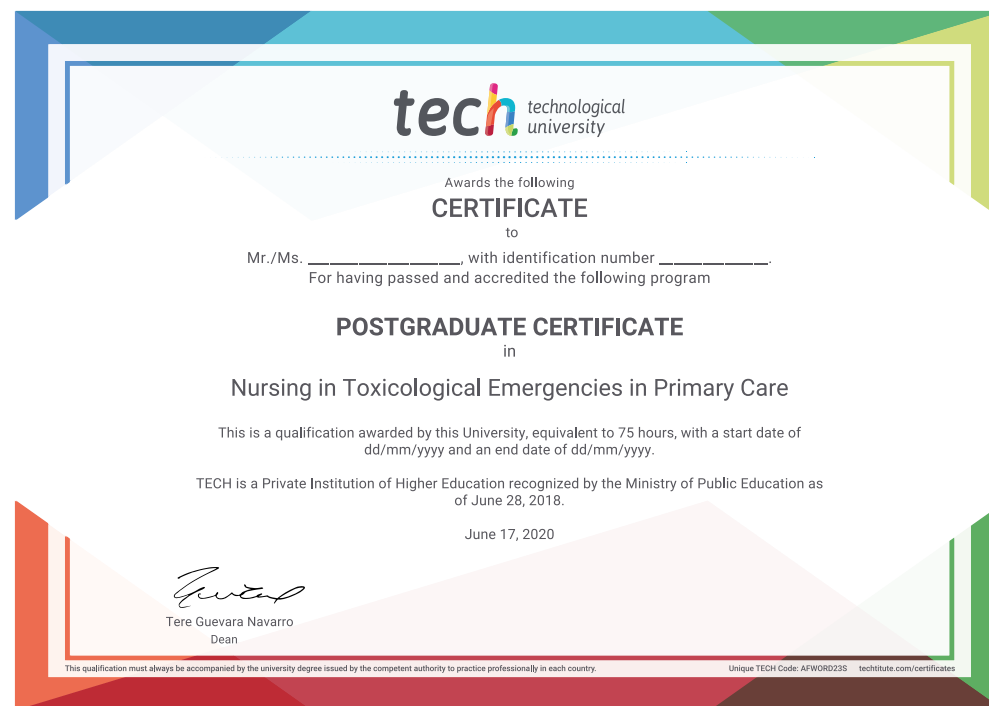 tech technological
university
Awards the following
CERTIFICATE
to
Mr./Ms. ____________________, with identification number ______________.
For having passed and accredited the following program
POSTGRADUATE CERTIFICATE
in
Nursing in Toxicological Emergencies in Primary Care
This is a qualification awarded by this University, equivalent to 75 hours, with a start date of
dd/mm/yyyy and an end date of dd/mm/yyyy.
TECH is a Private Institution of Higher Education recognized by the Ministry of Public Education as
of June 28, 2018.
June 17, 2020
Tere Guevara Navarro
Dean
This qualification must always be accompanied by the university degree issued by the competent authority to practice professionally in each country.
Unique TECH Code: AFWORD23S techtitute.com/certificates